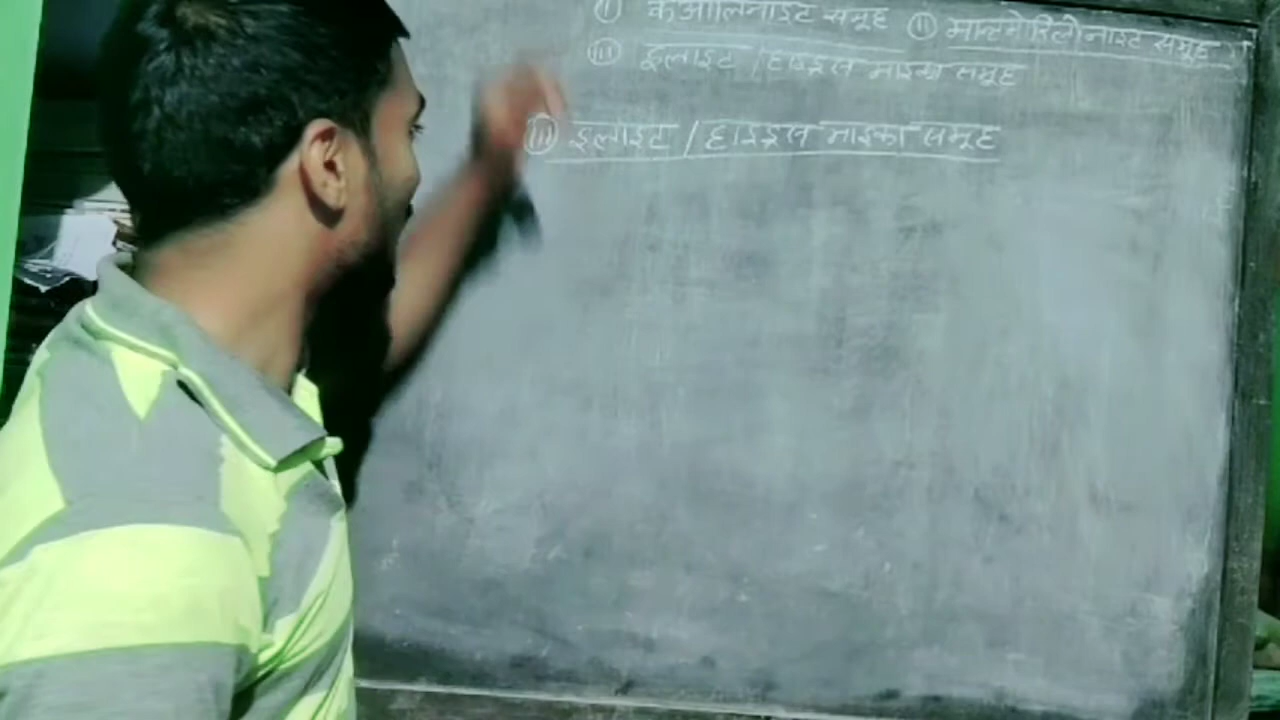 (i) केओलिनाइट समूह (ii) मान्टमोरिलोनाइट समूह
(iii) इलाइट / हाइड्रस माइका समूह
(iii) इलाइट / हाइड्रस माइका समूह